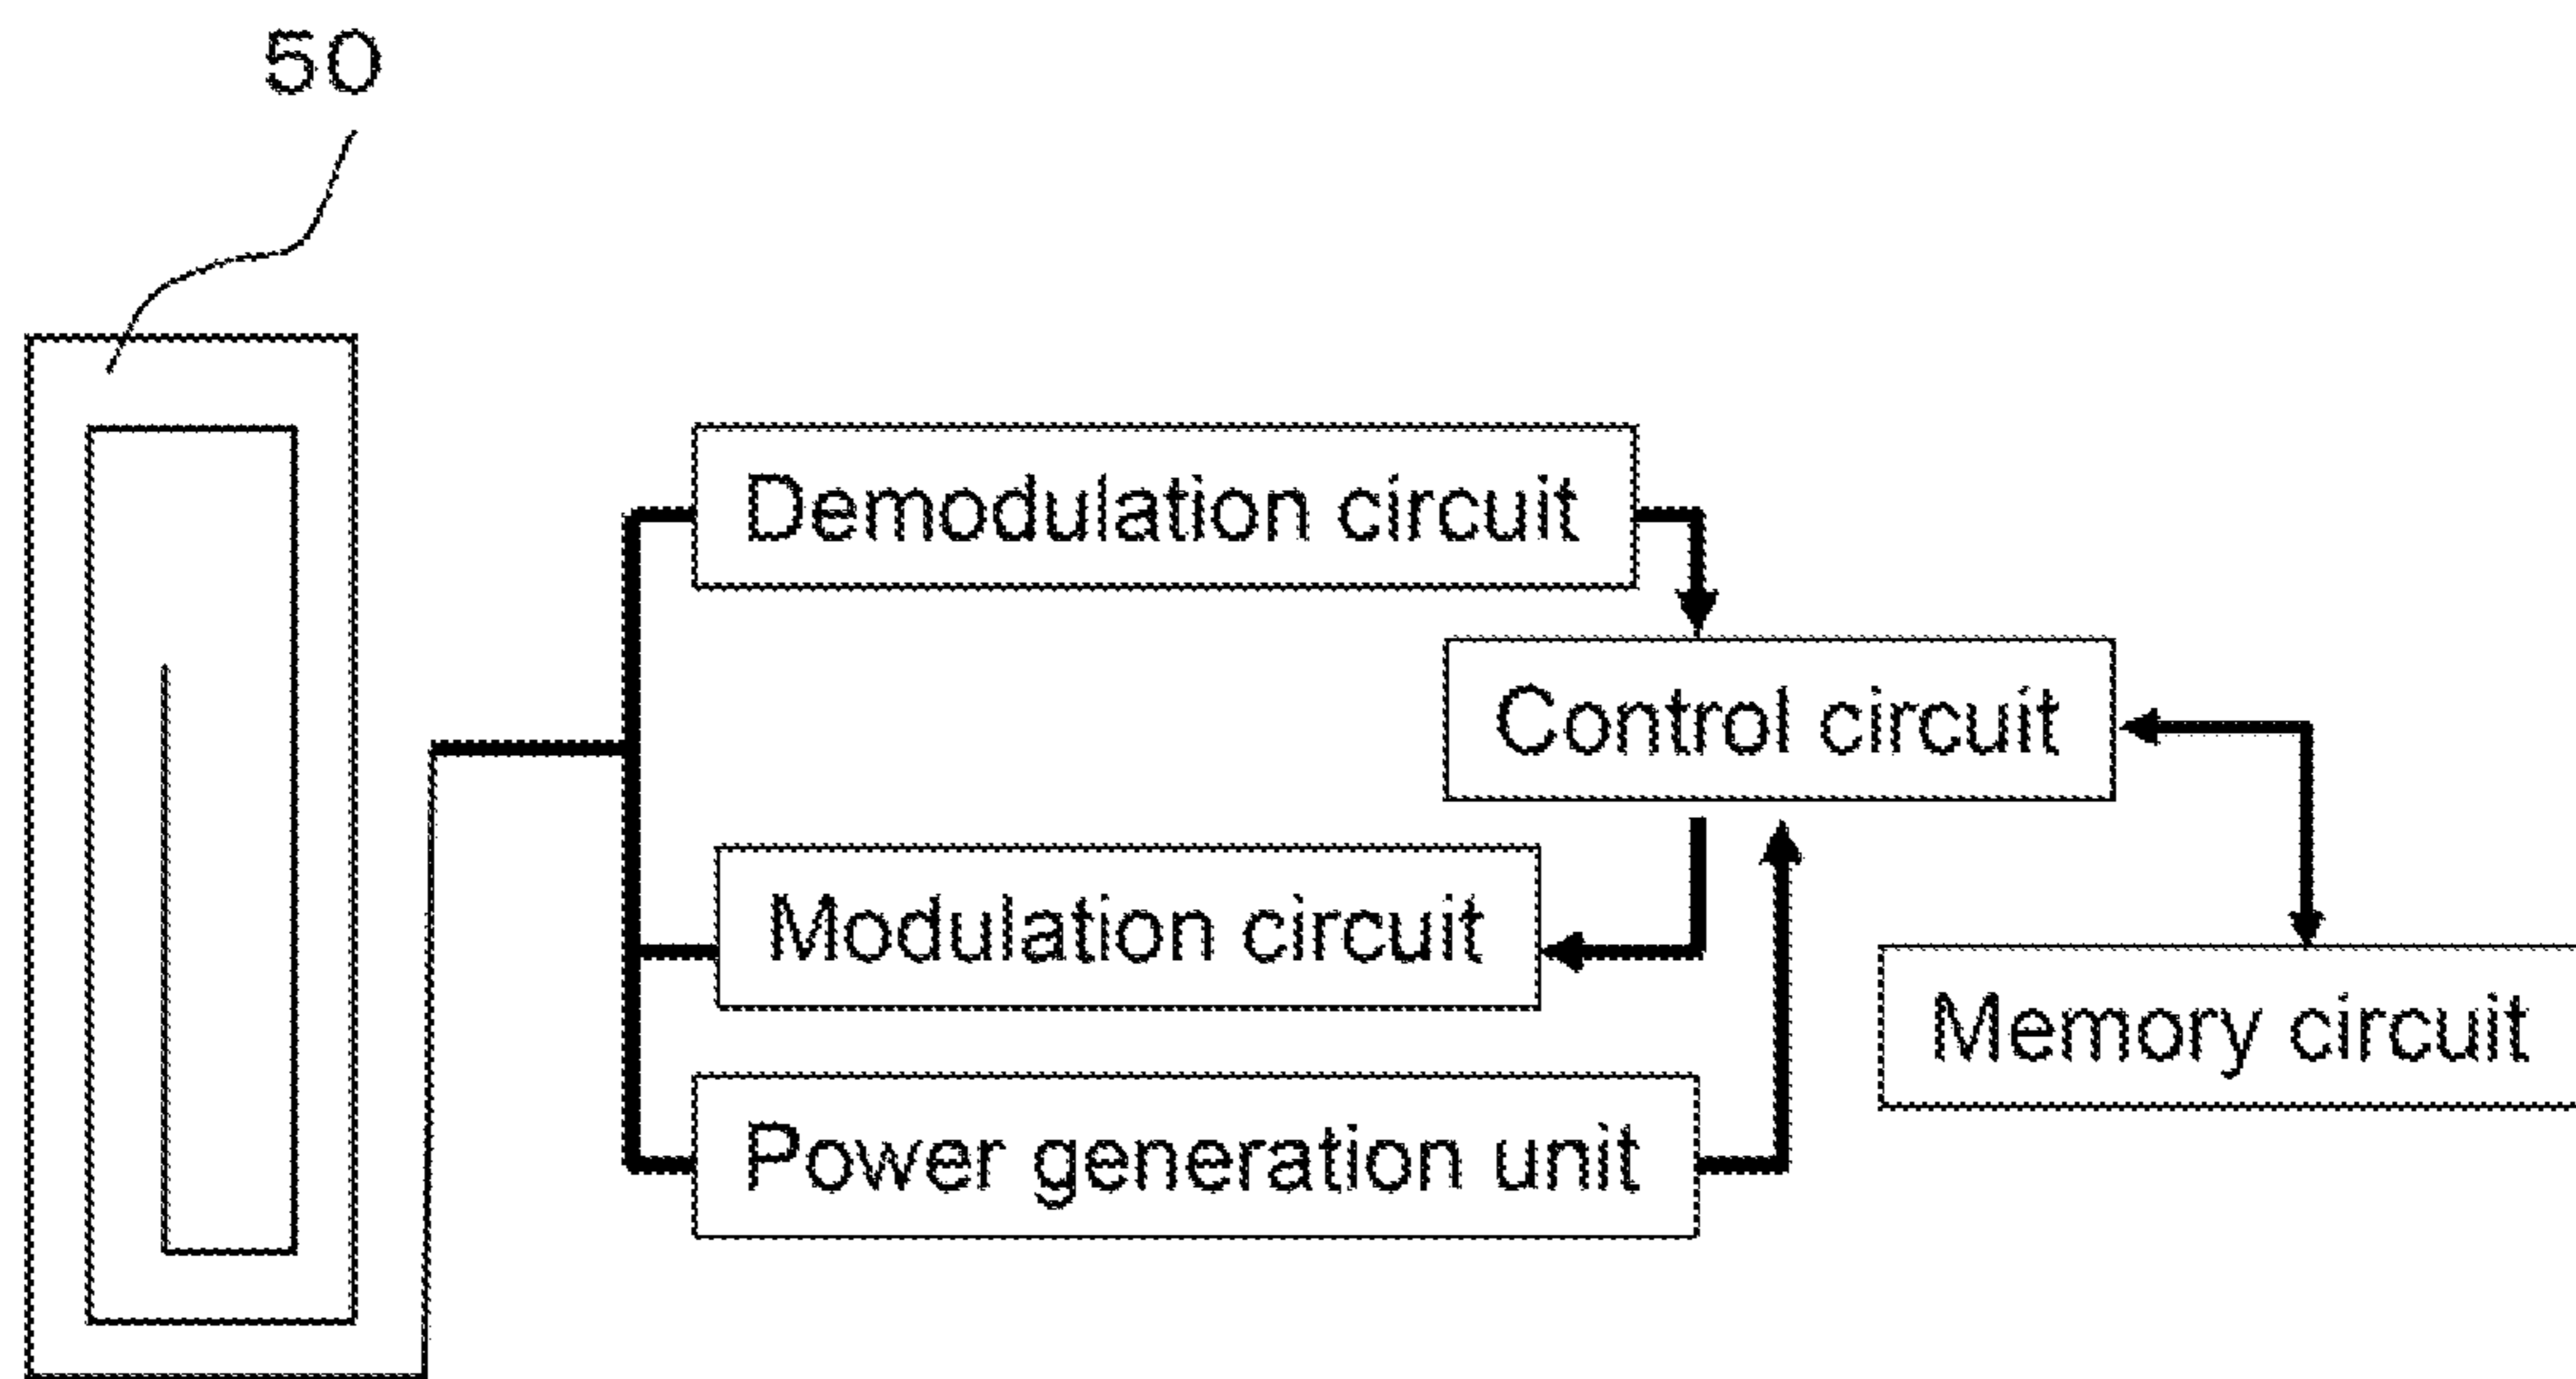 50
Demodulation circuit
Control circuit
Modulation circuit
Memory circuit
Power generation unit